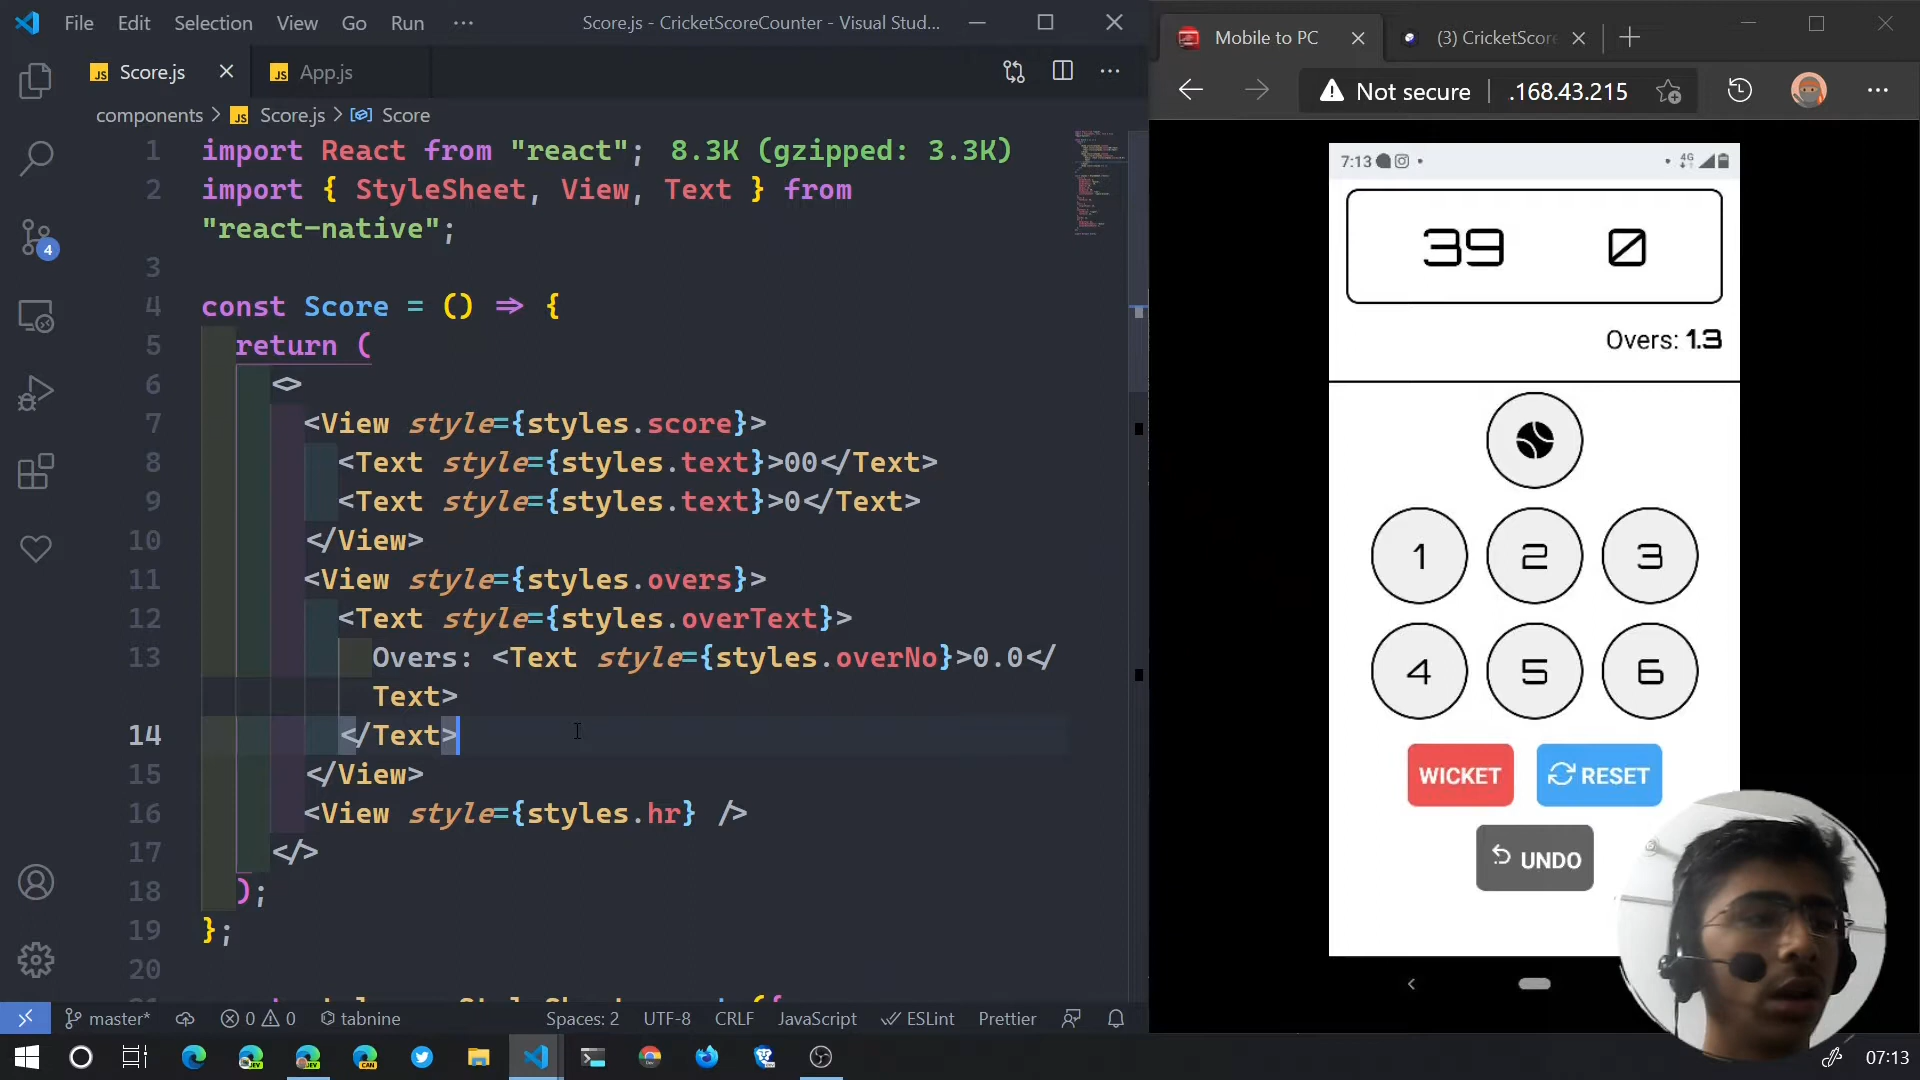 File Edit Selection View Go Run ··· Score.js - CricketScoreCounter - Visual Stud...
Score.js App.js
components > Score.js > Score
1 import React from "react"; 8.3K (gzipped: 3.3K)
2 import { StyleSheet, View, Text } from
"react-native";
3
4 const Score = () => {
5 return (
6 <>
7 <View style={styles.score}>
8 <Text style={styles.text}>00</Text>
9 <Text style={styles.text}>0</Text>
10 </View>
11 <View style={styles.overs}>
12 <Text style={styles.overText}>
13 Overs: <Text style={styles.overNo}>0.0</
Text>
14 </Text>
15 </View>
16 <View style={styles.hr} />
17 </>
18 );
19 };
20
4
master* 0 0 tabnine Spaces: 2 UTF-8 CRLF JavaScript ESLint Prettier
Mobile to PC (3) CricketScore
Not secure .168.43.215
7:13 4G
39 0
Overs: 1.3
1 2 3
4 5 6
WICKET RESET
UNDO
DEV DEV CAN Dev 07:13